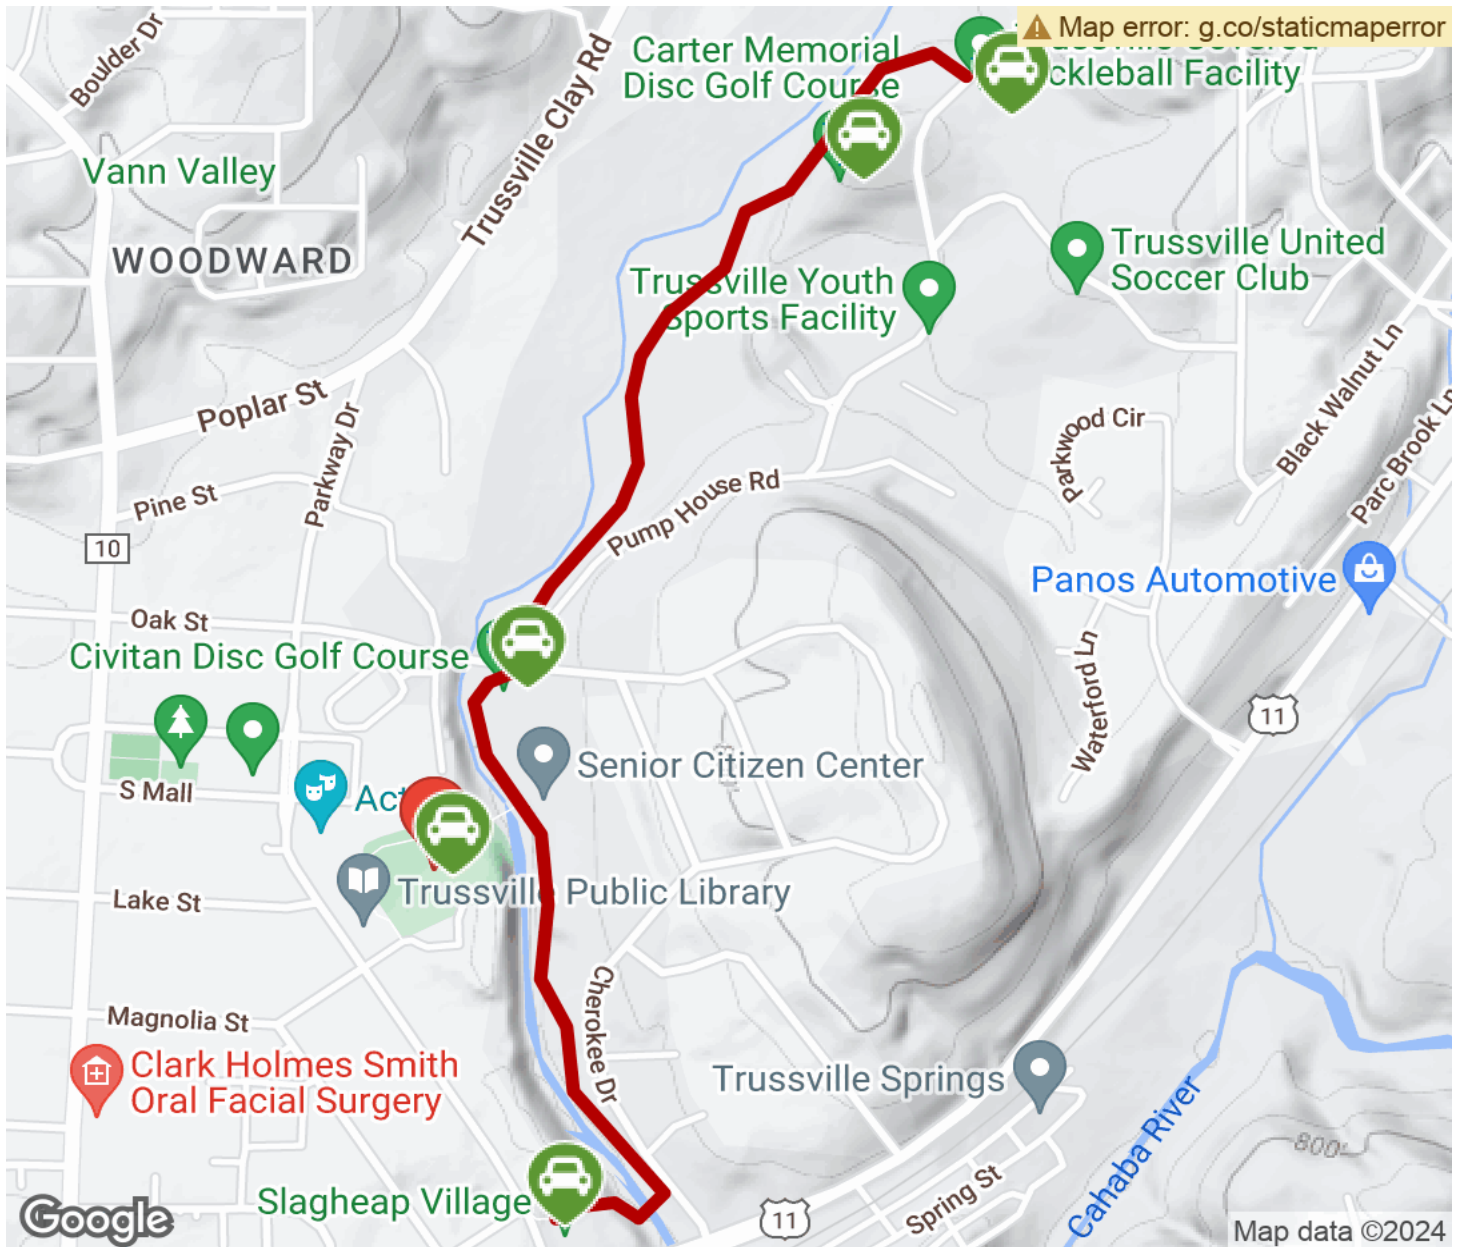 Map error: g.co/staticmaperror
Boulder Dr
Trussville Clay Rd
Carter Memorial
Disc Golf Course
ckleball Facility
Vann Valley
WOODWARD
Trussville United
Soccer Club
Trussville Youth
Sports Facility
Poplar St
Parkway Dr
Parkwood Cir
Black Walnut Ln
Parc Brook Ln
Pine St
Pump House Rd
10
Panos Automotive
Oak St
Civitan Disc Golf Course
Waterford Ln
11
S Mall
Senior Citizen Center
Act
Lake St
Trussville Public Library
Cherokee Dr
Magnolia St
Clark Holmes Smith
Oral Facial Surgery
Trussville Springs
Cahaba River
800
Slagheap Village
11
Spring St
Google
Map data ©2024